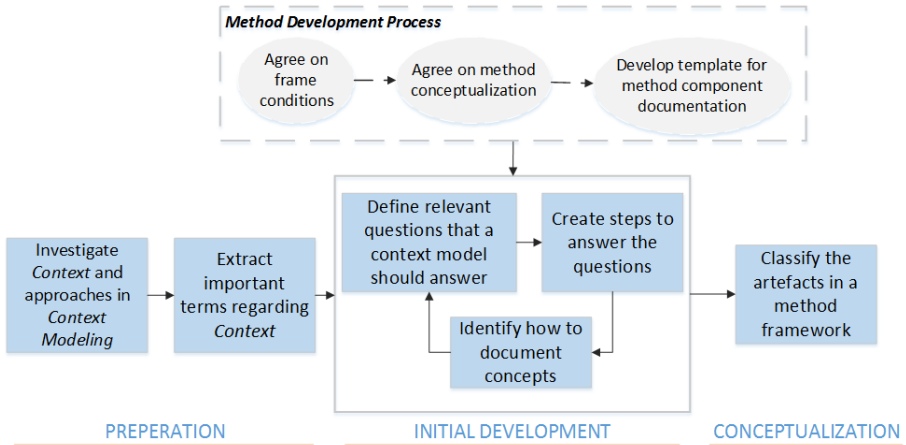 Method Development Process
Agree on
frame
conditions
Agree on method
conceptualization
Develop template for
method component
documentation
Investigate
Context and
approaches in
Context
Modeling
Extract
important
terms regarding
Context
Define relevant
questions that a
context model
should answer
Create steps to
answer the
questions
Identify how to
document
concepts
Classify the
artefacts in a
method
framework
PREPERATION
INITIAL DEVELOPMENT
CONCEPTUALIZATION